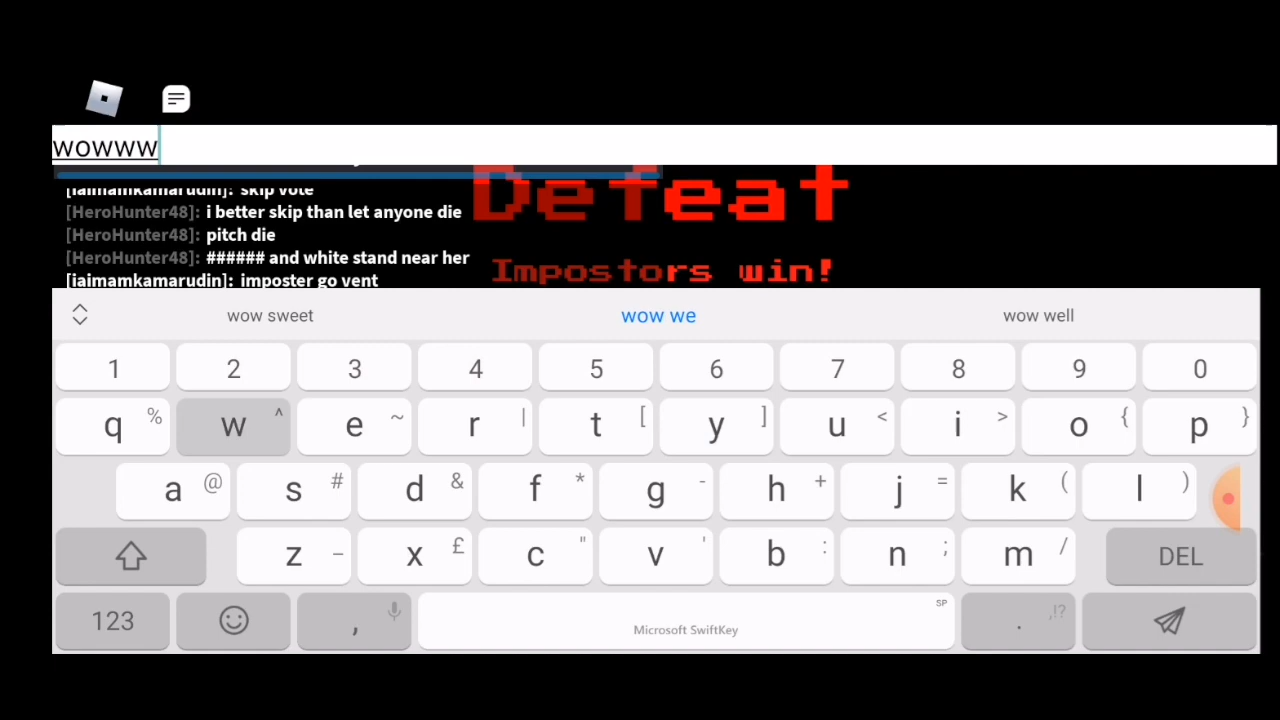 wowww
Defeat
[iaimamkamarudin]: skip vote
[HeroHunter48]: i better skip than let anyone die
[HeroHunter48]: pitch die
[HeroHunter48]: ###### and white stand near her
Impostors win!
[iaimamkamarudin]: imposter go vent
wow sweet wow we wow well
1 2 3 4 5 6 7 8 9 0
q % w ^ e ~ r | t [ y ] u < i > o { p }
a @ s # d & f * g - h + j = k ( l )
z _ x £ c " v ' b : n ; m / DEL
123 , Microsoft SwiftKey SP . ,!?